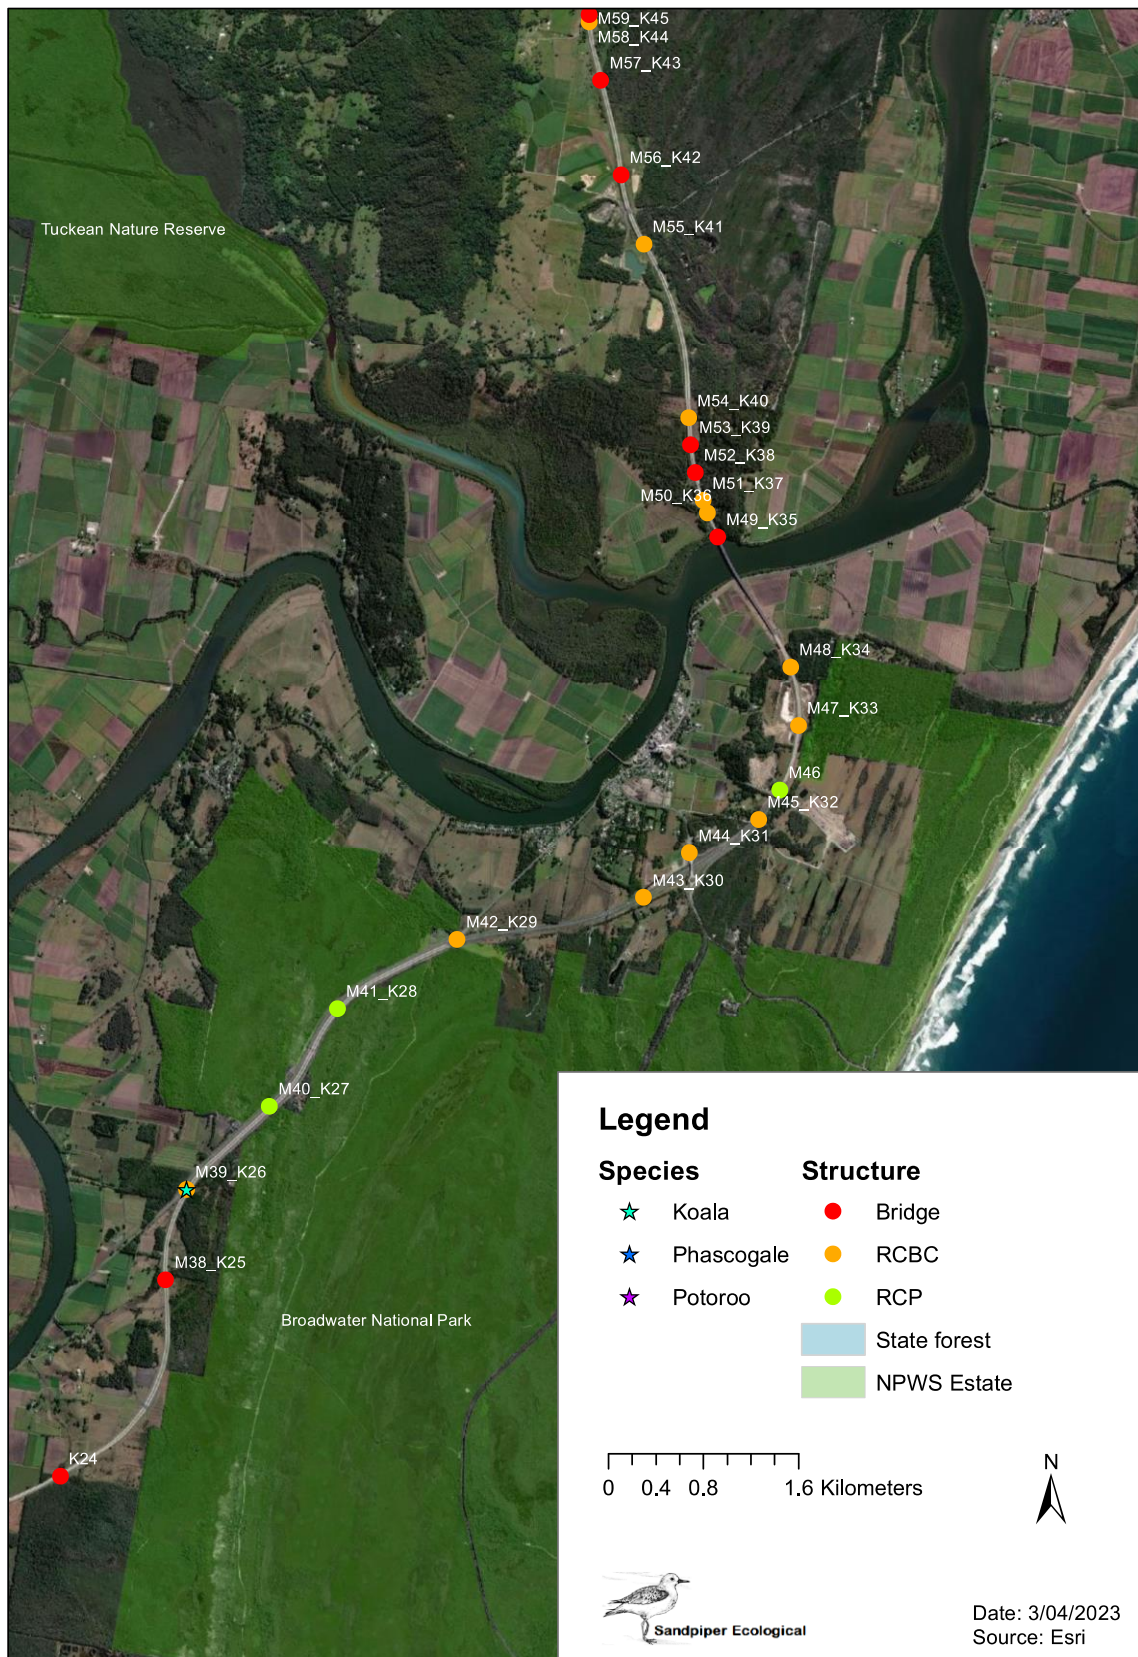 M59_K45
M58_K44
M57_K43
M56_K42
Tuckean Nature Reserve
M55_K41
M54_K40
M53_K39
M52_K38
M51_K37
M50_K36
M49_K35
M48_K34
M47_K33
M46
M45_K32
M44_K31
M43_K30
M42_K29
M41_K28
M40_K27
M39_K26
M38_K25
Broadwater National Park
K24
Legend
Species
Koala
Phascogale
Potoroo
Structure
Bridge
RCBC
RCP
State forest
NPWS Estate
0 0.4 0.8 1.6 Kilometers
N
Sandpiper Ecological
Date: 3/04/2023
Source: Esri